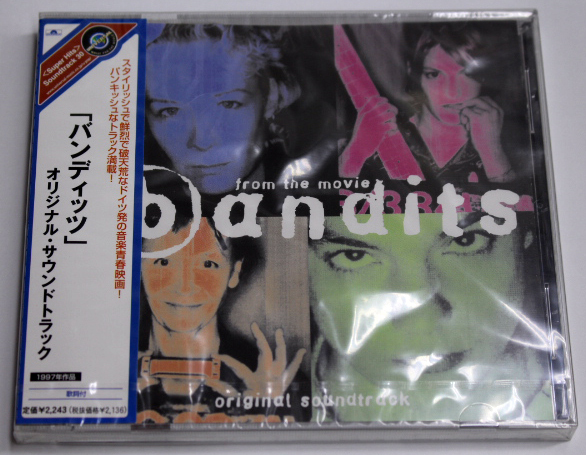 <Super Hits>
Soundtrack 30
スタイリッシュで鮮烈で破天荒なドイツ発の音楽青春映画！
パンキッシュなトラック満載！
「バンディッツ」
オリジナル・サウンドトラック
1997年作品
歌詞付
定価¥2,243(税抜価格¥2,136)
from the movie
bandits
original soundtrack